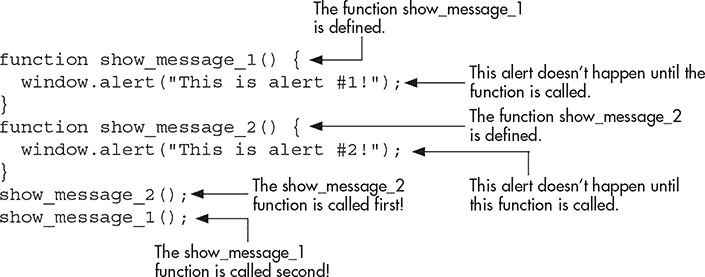 The function show_message_1
is defined.
function show_message_1() {
window.alert("This is alert #1!");
This alert doesn't happen until the
function is called.
}
function show_message_2() {
The function show_message_2
is defined.
window.alert("This is alert #2!");
This alert doesn't happen until
this function is called.
}
show_message_2();
The show_message_2
function is called first!
show_message_1();
The show_message_1
function is called second!